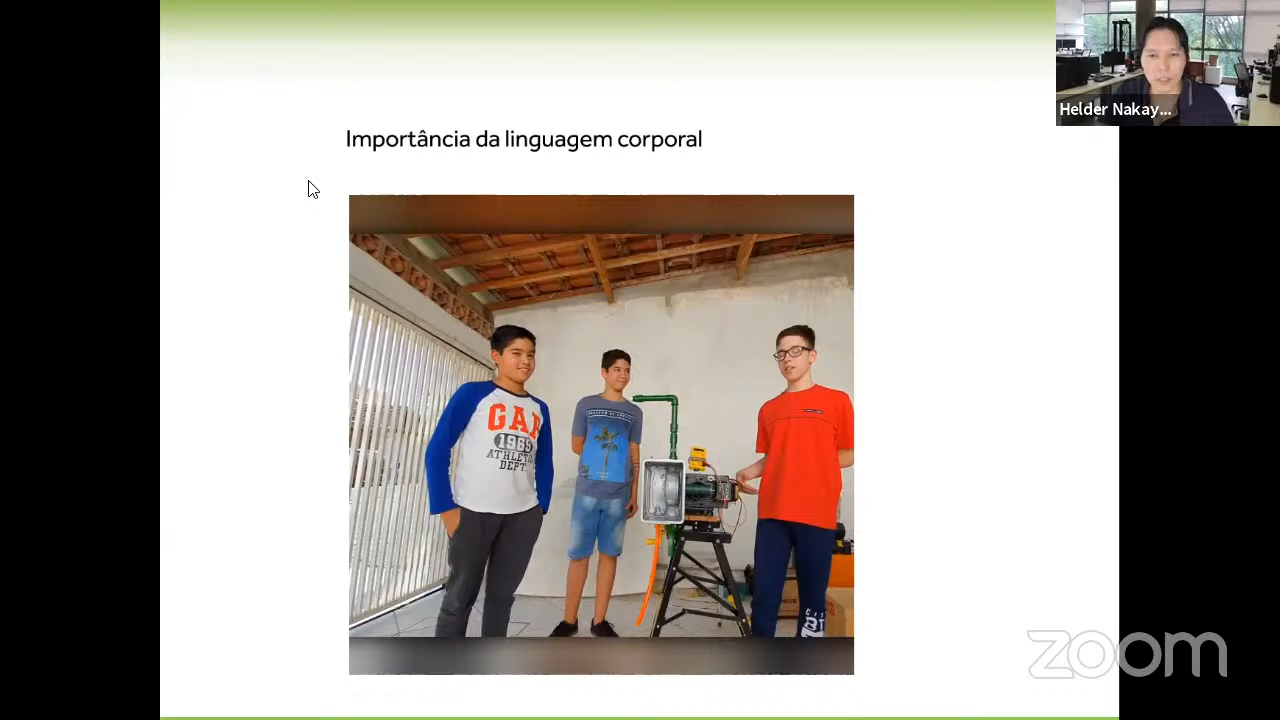 Helder Nakay...
Importância da linguagem corporal
GAP
1969
ATHLETIC
DEPT.
zoom